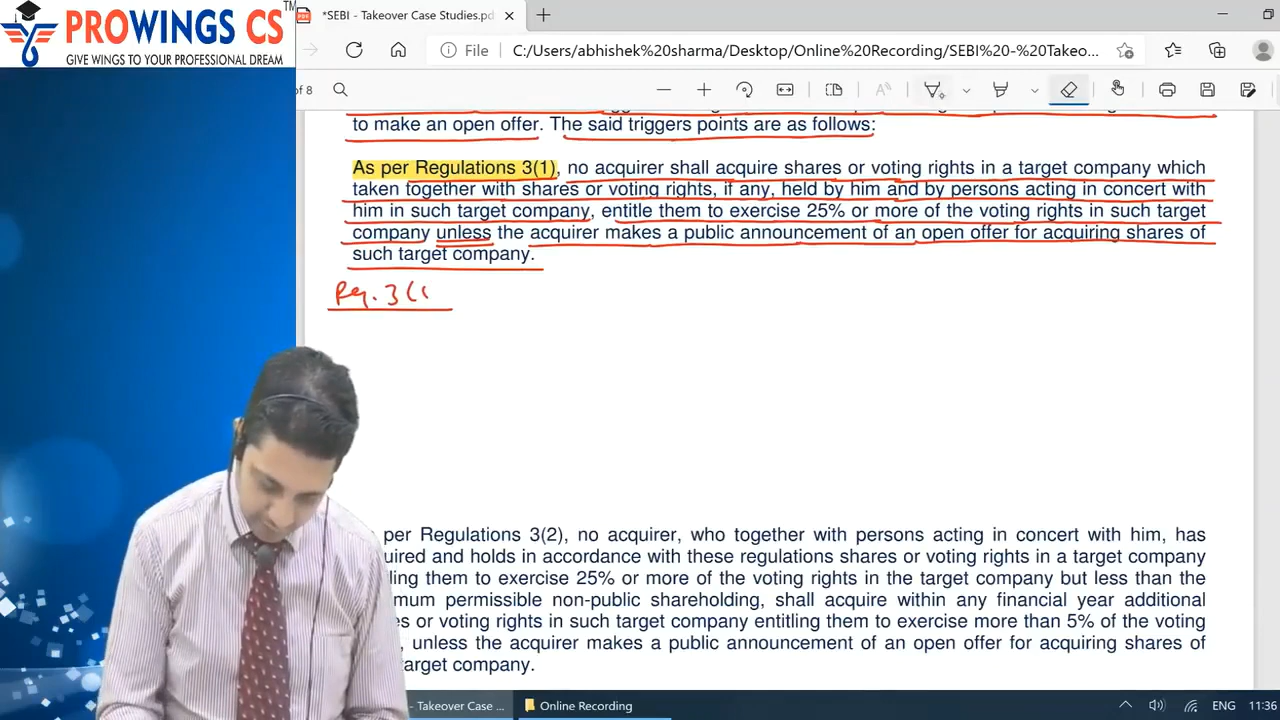 PROWINGS CS™
GIVE WINGS TO YOUR PROFESSIONAL DREAM
*SEBI - Takeover Case Studies.pd
File
C:/Users/abhishek%20sharma/Desktop/Online%20Recording/SEBI%20-%20Takeo...
of 8
to make an open offer. The said triggers points are as follows:
As per Regulations 3(1), no acquirer shall acquire shares or voting rights in a target company which
taken together with shares or voting rights, if any, held by him and by persons acting in concert with
him in such target company, entitle them to exercise 25% or more of the voting rights in such target
company unless the acquirer makes a public announcement of an open offer for acquiring shares of
such target company.
Reg. 3(1
per Regulations 3(2), no acquirer, who together with persons acting in concert with him, has
uired and holds in accordance with these regulations shares or voting rights in a target company
ling them to exercise 25% or more of the voting rights in the target company but less than the
mum permissible non-public shareholding, shall acquire within any financial year additional
es or voting rights in such target company entitling them to exercise more than 5% of the voting
, unless the acquirer makes a public announcement of an open offer for acquiring shares of
target company.
Takeover Case ...
Online Recording
ENG
11:36